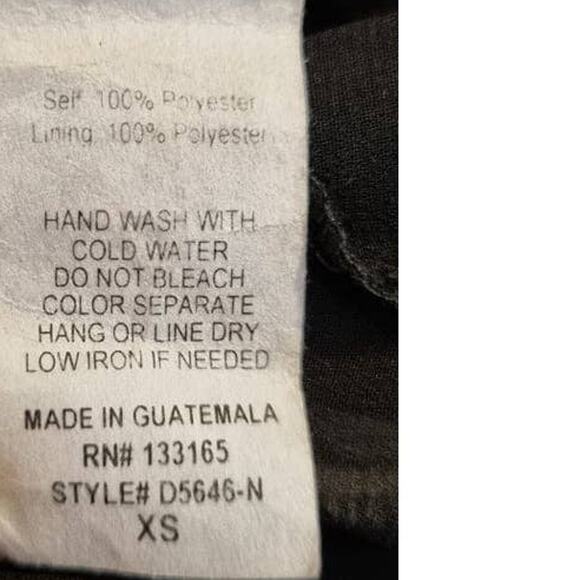 Self 100% Polyester
Lining 100% Polyester
HAND WASH WITH
COLD WATER
DO NOT BLEACH
COLOR SEPARATE
HANG OR LINE DRY
LOW IRON IF NEEDED
MADE IN GUATEMALA
RN# 133165
STYLE# D5646-N
XS